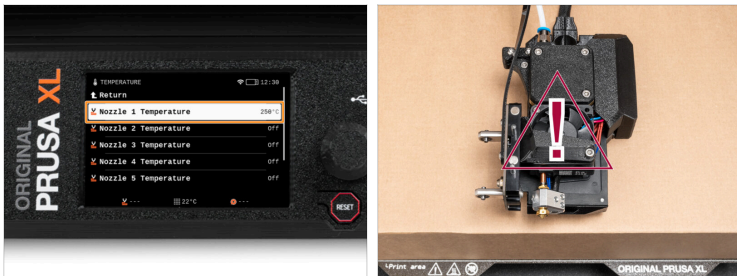 ORIGINAL
PRUSA XL
TEMPERATURE 12:30
Return
Nozzle 1 Temperature 250°C
Nozzle 2 Temperature Off
Nozzle 3 Temperature Off
Nozzle 4 Temperature Off
Nozzle 5 Temperature Off
--- 22°C ---
RESET
!
Print area
ORIGINAL PRUSA XL